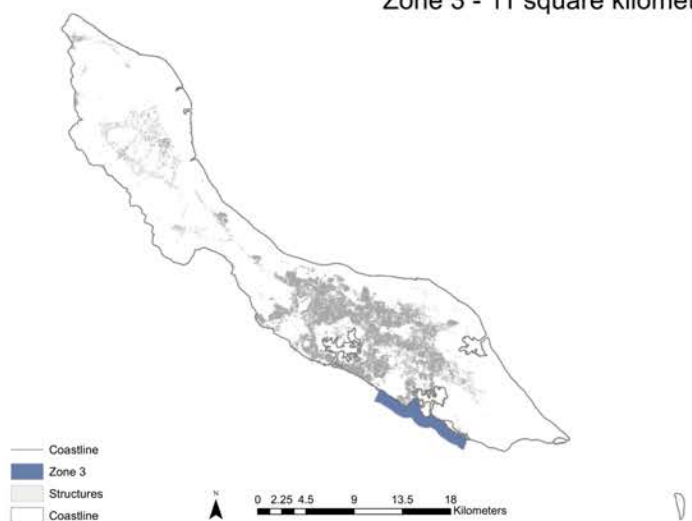 Zone 3 - 11 square kilomet
Coastline
Zone 3
Structures
Coastline
N
0 2.25 4.5 9 13.5 18
Kilometers